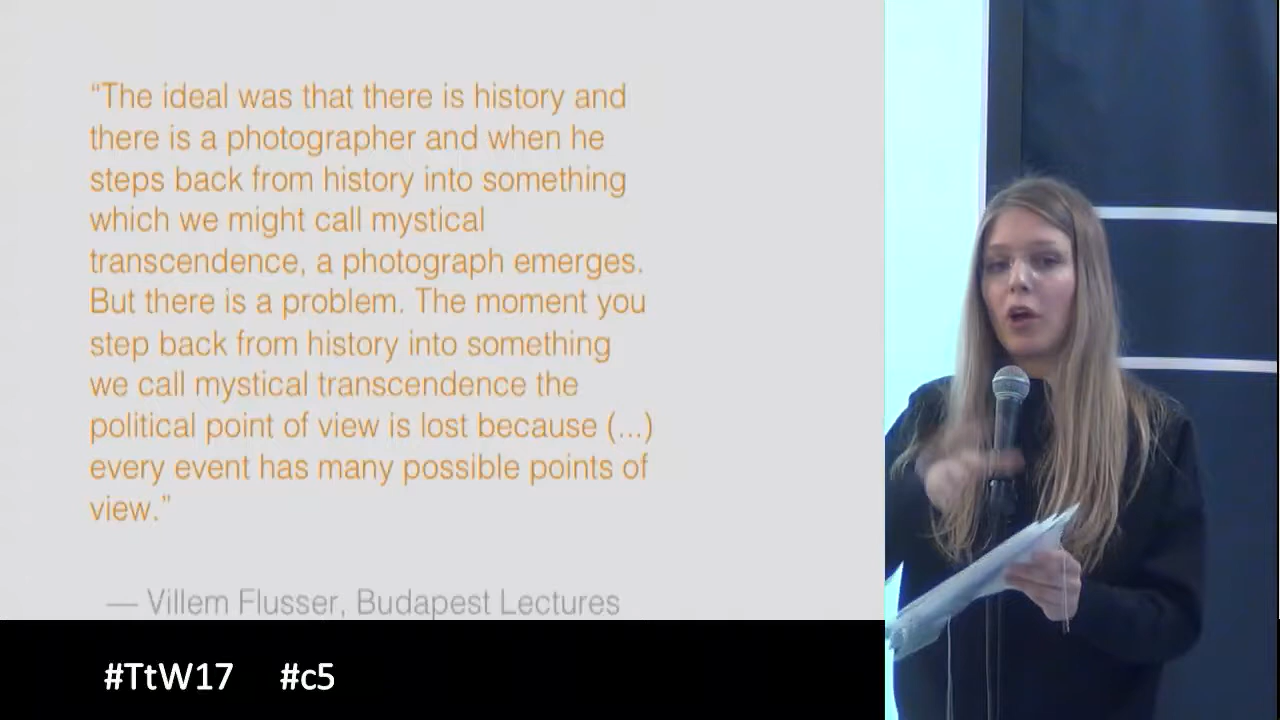 “The ideal was that there is history and
there is a photographer and when he
steps back from history into something
which we might call mystical
transcendence, a photograph emerges.
But there is a problem. The moment you
step back from history into something
we call mystical transcendence the
political point of view is lost because (...)
every event has many possible points of
view.”
— Villem Flusser, Budapest Lectures
#TtW17 #c5